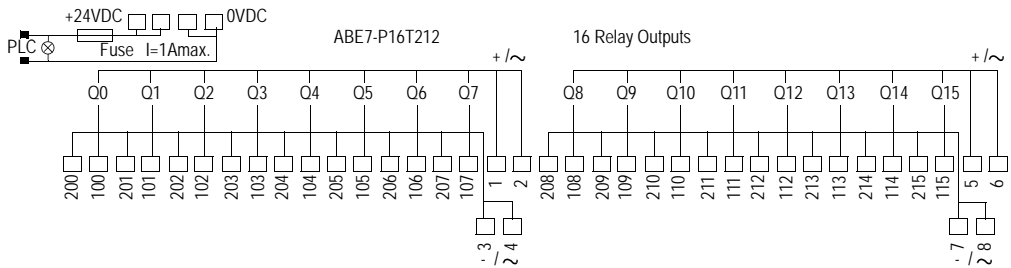 +24VDC 0VDC
PLC Fuse I=1Amax.
ABE7-P16T212 16 Relay Outputs
+ /~ + /~
Q0 Q1 Q2 Q3 Q4 Q5 Q6 Q7 Q8 Q9 Q10 Q11 Q12 Q13 Q14 Q15
200 100 201 101 202 102 203 103 204 104 205 105 206 106 207 107 1 2 208 108 209 109 210 110 211 111 212 112 213 113 214 114 215 115 5 6
3 4 7 8
- /~ - /~